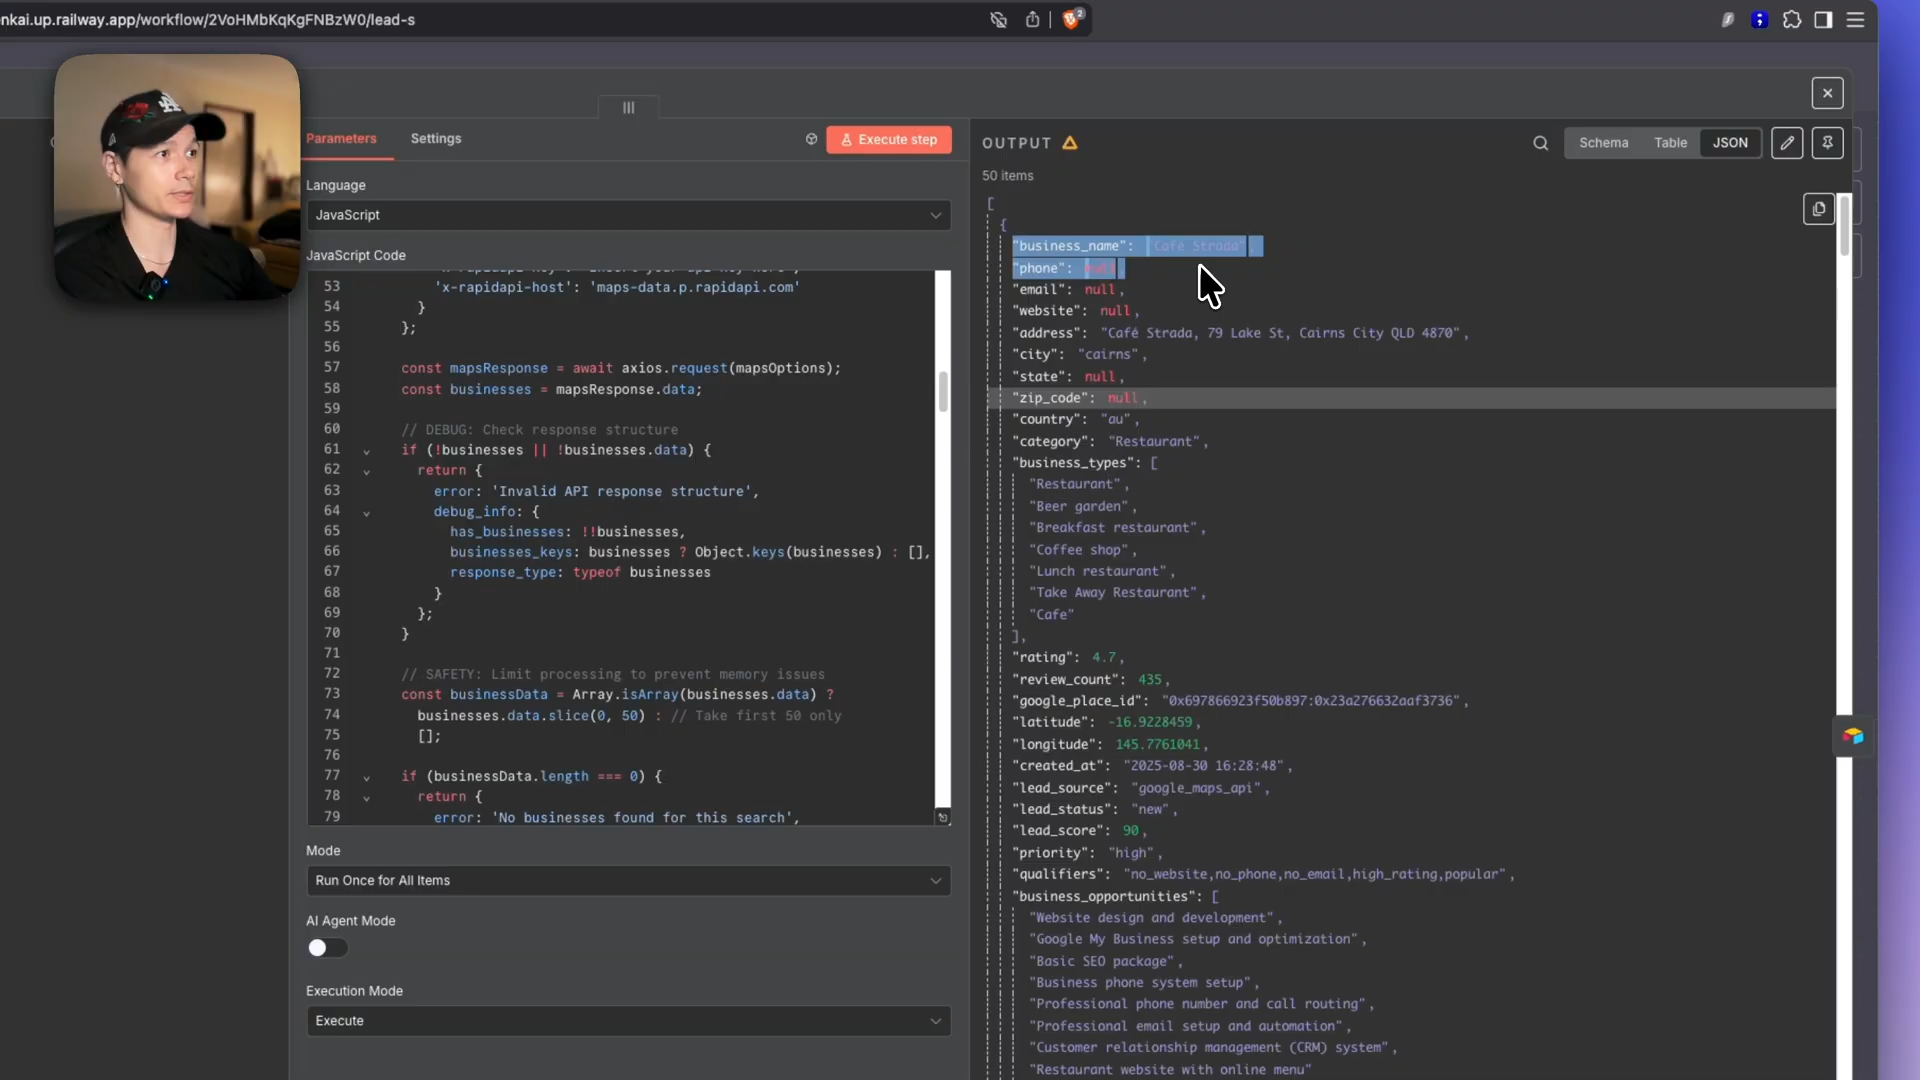 enkai.up.railway.app/workflow/2VoHMbKqKgFNBzW0/lead-s
2
Parameters
Settings
Execute step
Language
JavaScript
JavaScript Code
53 'x-rapidapi-host': 'maps-data.p.rapidapi.com'
54 }
55 };
56
57 const mapsResponse = await axios.request(mapsOptions);
58 const businesses = mapsResponse.data;
59
60 // DEBUG: Check response structure
61 if (!businesses || !businesses.data) {
62 return {
63 error: 'Invalid API response structure',
64 debug_info: {
65 has_businesses: !!businesses,
66 businesses_keys: businesses ? Object.keys(businesses) : [],
67 response_type: typeof businesses
68 }
69 };
70 }
71
72 // SAFETY: Limit processing to prevent memory issues
73 const businessData = Array.isArray(businesses.data) ?
74 businesses.data.slice(0, 50) : // Take first 50 only
75 [];
76
77 if (businessData.length === 0) {
78 return {
79 error: 'No businesses found for this search',
Mode
Run Once for All Items
AI Agent Mode
Execution Mode
Execute
OUTPUT
Schema
Table
JSON
50 items
[
{
"business_name": "Café Strada",
"phone": null,
"email": null,
"website": null,
"address": "Café Strada, 79 Lake St, Cairns City QLD 4870",
"city": "cairns",
"state": null,
"zip_code": null,
"country": "au",
"category": "Restaurant",
"business_types": [
"Restaurant",
"Beer garden",
"Breakfast restaurant",
"Coffee shop",
"Lunch restaurant",
"Take Away Restaurant",
"Cafe"
],
"rating": 4.7,
"review_count": 435,
"google_place_id": "0x697866923f50b897:0x23a276632aaf3736",
"latitude": -16.9228459,
"longitude": 145.7761041,
"created_at": "2025-08-30 16:28:48",
"lead_source": "google_maps_api",
"lead_status": "new",
"lead_score": 90,
"priority": "high",
"qualifiers": "no_website,no_phone,no_email,high_rating,popular",
"business_opportunities": [
"Website design and development",
"Google My Business setup and optimization",
"Basic SEO package",
"Business phone system setup",
"Professional phone number and call routing",
"Professional email setup and automation",
"Customer relationship management (CRM) system",
"Restaurant website with online menu"